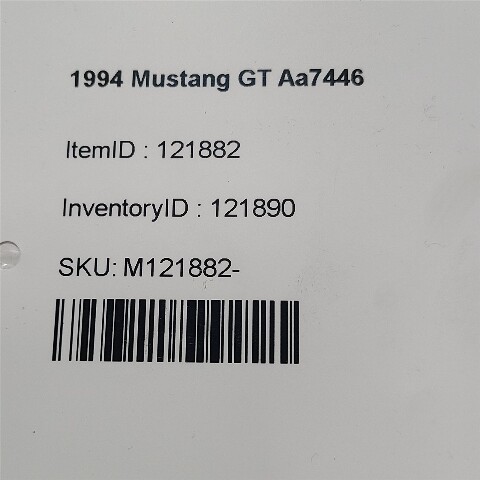 1994 Mustang GT Aa7446
ItemID : 121882
InventoryID : 121890
SKU: M121882-